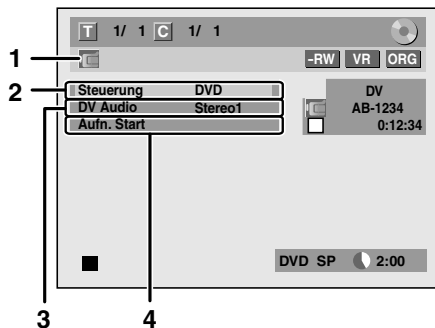 T 1/ 1 C 1/ 1
1
-RW VR ORG
2
Steuerung DVD
DV Audio Stereo1
Aufn. Start
DV
AB-1234
0:12:34
DVD SP 2:00
3 4